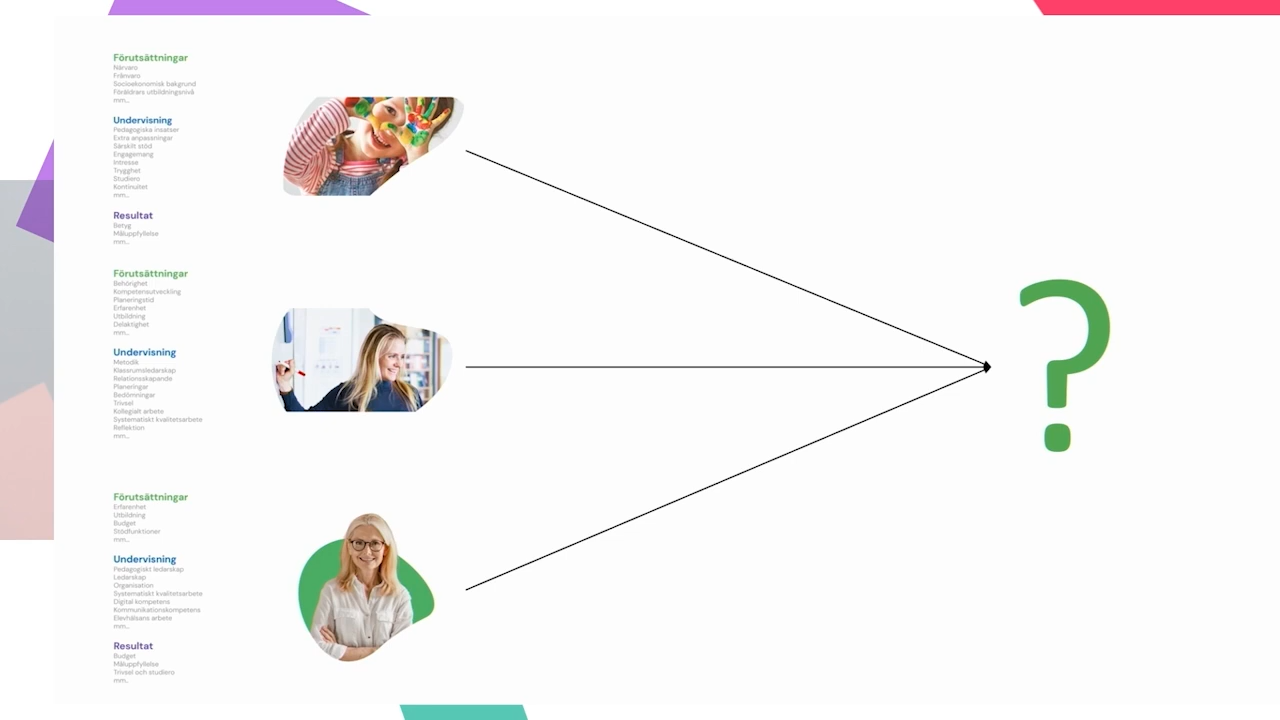 Förutsättningar
Närvaro
Frånvaro
Socioekonomisk bakgrund
Föräldrars utbildningsnivå
mm...
Undervisning
Pedagogiska insatser
Extra anpassningar
Särskilt stöd
Engagemang
Intresse
Trygghet
Studiero
Kontinuitet
mm...
Resultat
Betyg
Måluppfyllelse
mm...
Förutsättningar
Behörighet
Kompetensutveckling
Planeringstid
Erfarenhet
Utbildning
Delaktighet
mm...
Undervisning
Metodik
Klassrumsledarskap
Relationsskapande
Planeringar
Bedömningar
Trivsel
Kollegialt arbete
Systematiskt kvalitetsarbete
Reflektion
mm...
Förutsättningar
Erfarenhet
Utbildning
Budget
Stödfunktioner
mm...
Undervisning
Pedagogiskt ledarskap
Ledarskap
Organisation
Systematiskt kvalitetsarbete
Digital kompetens
Kommunikationskompetens
Elevhälsans arbete
mm...
Resultat
Budget
Måluppfyllelse
Trivsel och studiero
mm..
?